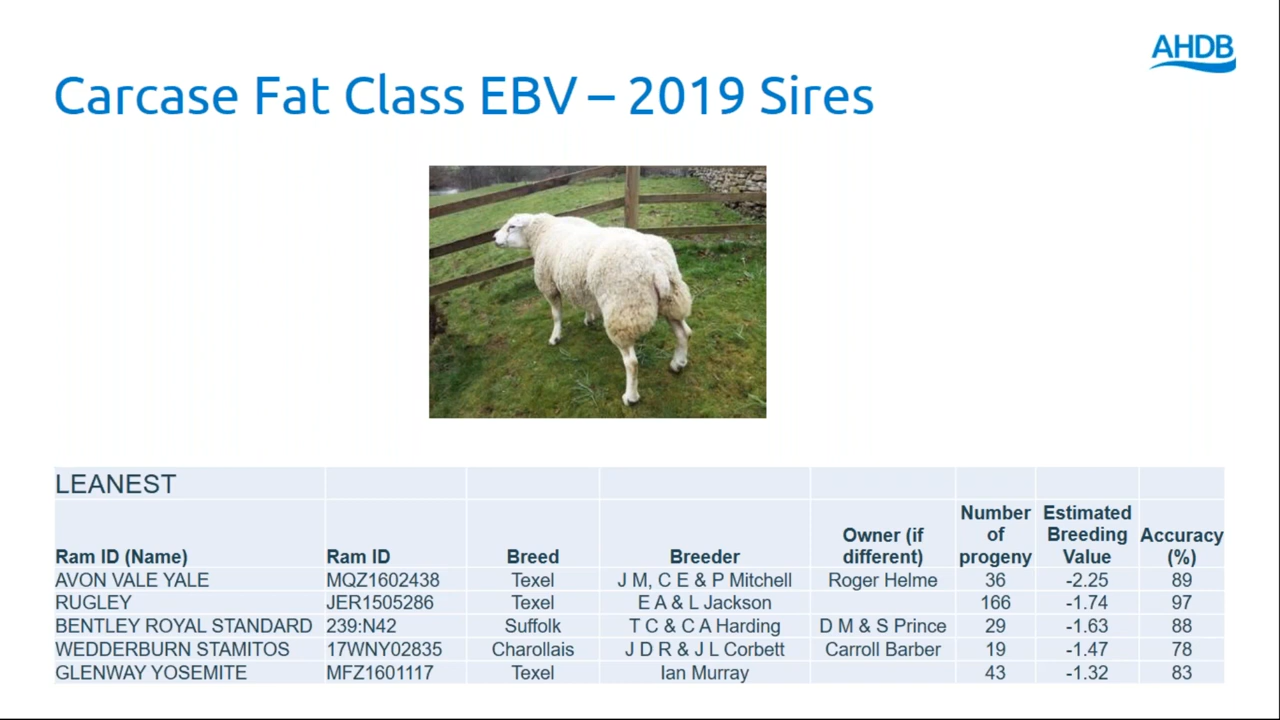 AHDB
Carcase Fat Class EBV – 2019 Sires
LEANEST
Ram ID (Name) Ram ID Breed Breeder Owner (if different) Number of progeny Estimated Breeding Value Accuracy (%)
AVON VALE YALE MQZ1602438 Texel J M, C E & P Mitchell Roger Helme 36 -2.25 89
RUGLEY JER1505286 Texel E A & L Jackson 166 -1.74 97
BENTLEY ROYAL STANDARD 239:N42 Suffolk T C & C A Harding D M & S Prince 29 -1.63 88
WEDDERBURN STAMITOS 17WNY02835 Charollais J D R & J L Corbett Carroll Barber 19 -1.47 78
GLENWAY YOSEMITE MFZ1601117 Texel Ian Murray 43 -1.32 83